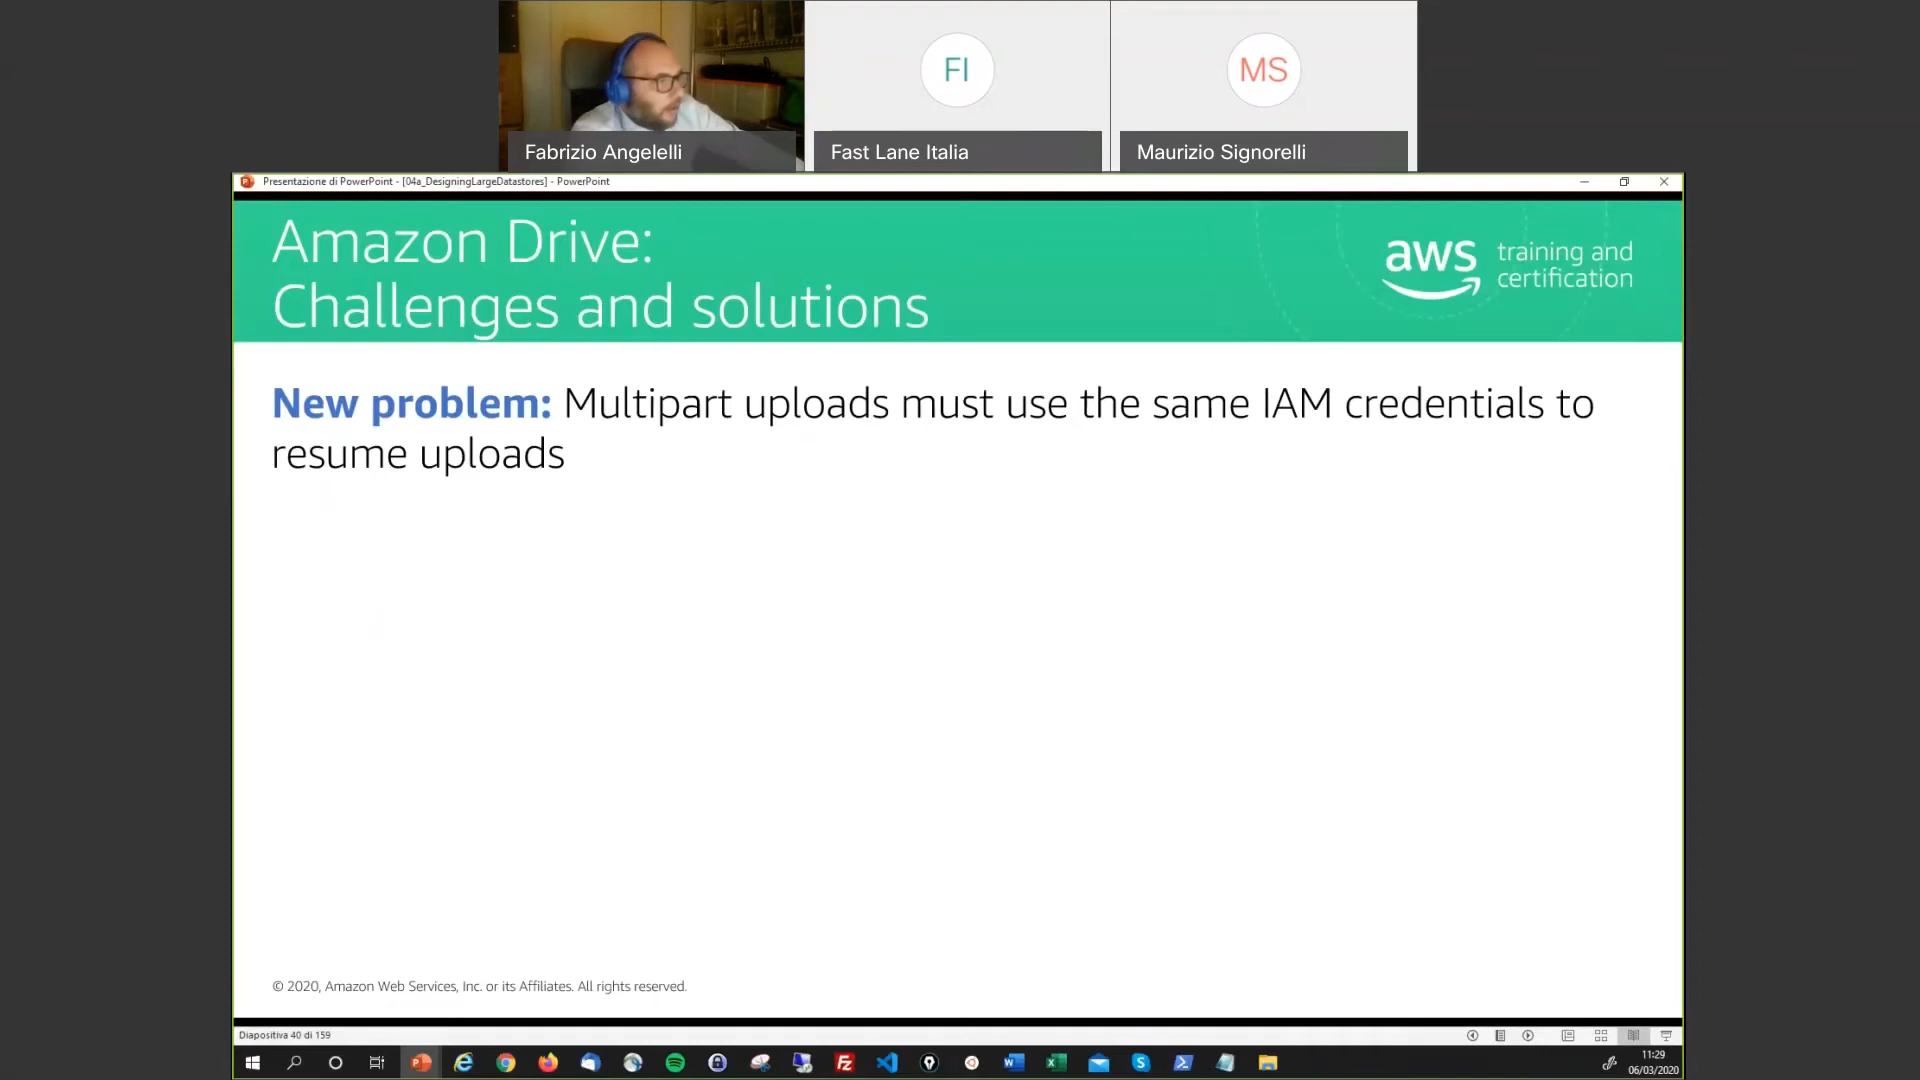 FI
MS
Fabrizio Angelelli
Fast Lane Italia
Maurizio Signorelli
Presentazione di PowerPoint - [04a_DesigningLargeDatastores] - PowerPoint
Amazon Drive:
Challenges and solutions
aws training and
certification
New problem: Multipart uploads must use the same IAM credentials to
resume uploads
© 2020, Amazon Web Services, Inc. or its Affiliates. All rights reserved.
Diapositiva 40 di 159
11:29
06/03/2020